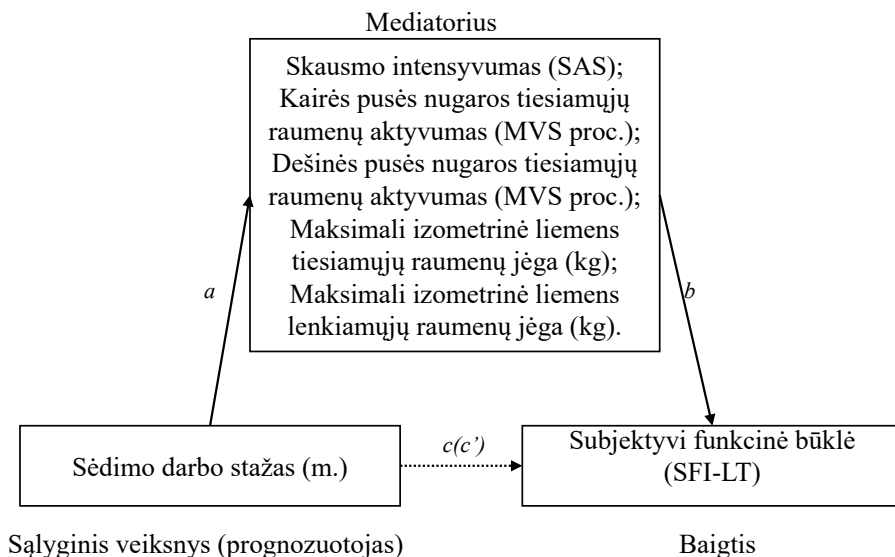 Mediatorius
Skausmo intensyvumas (SAS);
Kairės pusės nugaros tiesiamųjų
raumenų aktyvumas (MVS proc.);
Dešinės pusės nugaros tiesiamųjų
raumenų aktyvumas (MVS proc.);
Maksimali izometrinė liemens
tiesiamųjų raumenų jėga (kg);
Maksimali izometrinė liemens
lenkiamųjų raumenų jėga (kg).
a
b
Sėdimo darbo stažas (m.)
c(c’)
Subjektyvi funkcinė būklė
(SFI-LT)
Sąlyginis veiksnys (prognozuotojas)
Baigtis